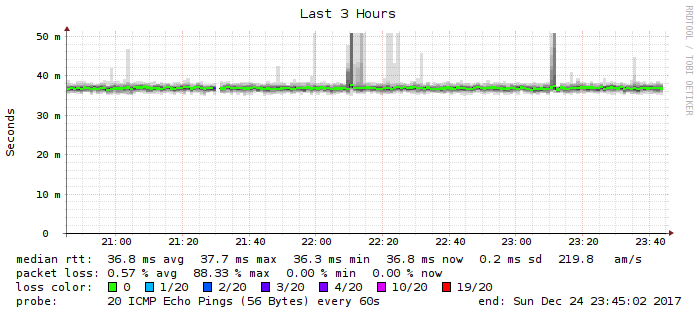 Last 3 Hours
RRDTOOL / TOBI OETIKER
Seconds
50 m
40 m
30 m
20 m
10 m
0
21:00 21:20 21:40 22:00 22:20 22:40 23:00 23:20 23:40
median rtt: 36.8 ms avg 37.7 ms max 36.3 ms min 36.8 ms now 0.2 ms sd 219.8 am/s
packet loss: 0.57 % avg 88.33 % max 0.00 % min 0.00 % now
loss color: 0 1/20 2/20 3/20 4/20 10/20 19/20
probe: 20 ICMP Echo Pings (56 Bytes) every 60s end: Sun Dec 24 23:45:02 2017